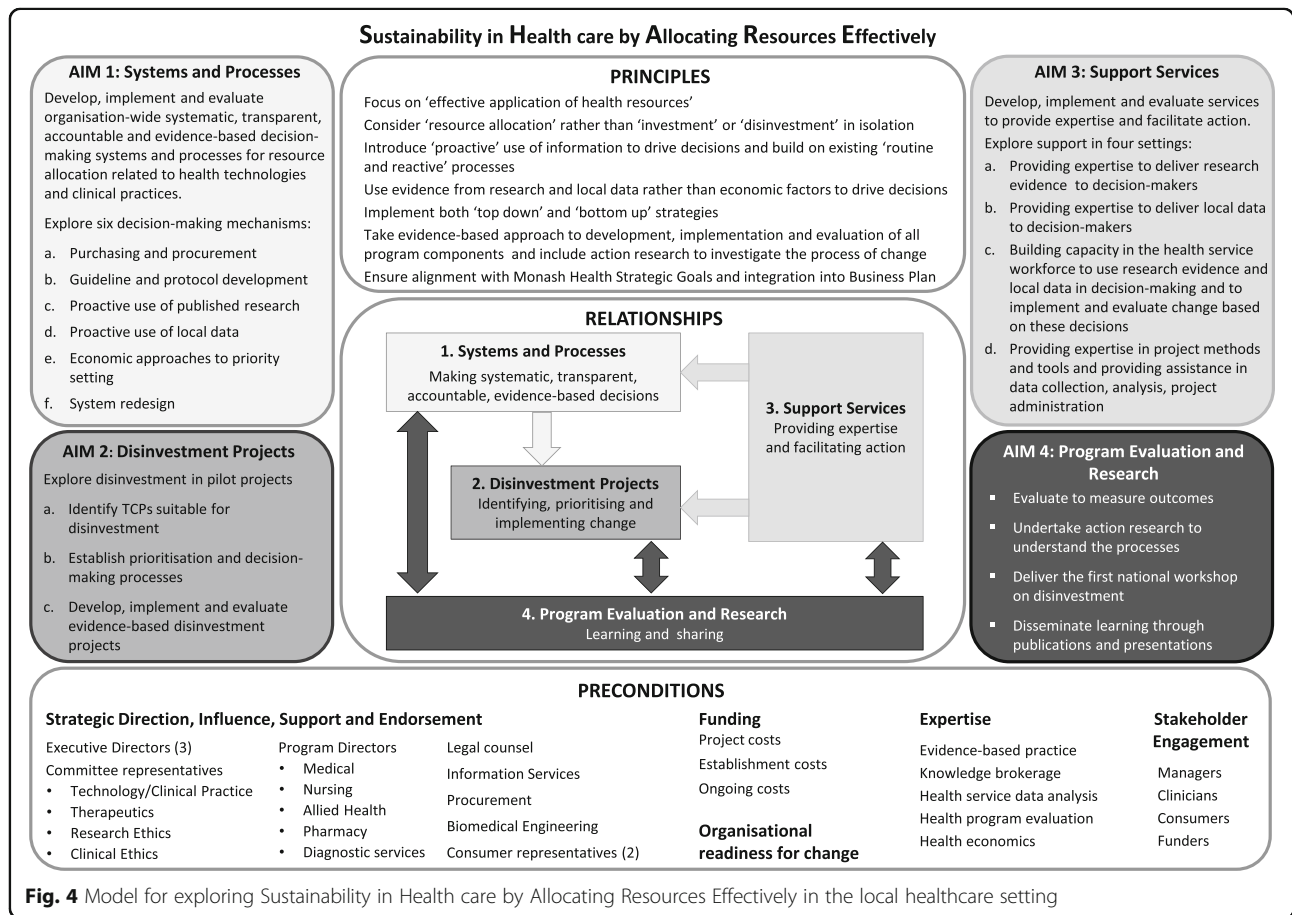 Sustainability in Health care by Allocating Resources Effectively
AIM 1: Systems and Processes
Develop, implement and evaluate
organisation-wide systematic, transparent,
accountable and evidence-based decision-
making systems and processes for resource
allocation related to health technologies
and clinical practices.
Explore six decision-making mechanisms:
a. Purchasing and procurement
b. Guideline and protocol development
c. Proactive use of published research
d. Proactive use of local data
e. Economic approaches to priority
setting
f. System redesign
AIM 2: Disinvestment Projects
Explore disinvestment in pilot projects
a. Identify TCPs suitable for
disinvestment
b. Establish prioritisation and decision-
making processes
c. Develop, implement and evaluate
evidence-based disinvestment
projects
PRINCIPLES
Focus on ‘effective application of health resources’
Consider ‘resource allocation’ rather than ‘investment’ or ‘disinvestment’ in isolation
Introduce ‘proactive’ use of information to drive decisions and build on existing ‘routine
and reactive’ processes
Use evidence from research and local data rather than economic factors to drive decisions
Implement both ‘top down’ and ‘bottom up’ strategies
Take evidence-based approach to development, implementation and evaluation of all
program components and include action research to investigate the process of change
Ensure alignment with Monash Health Strategic Goals and integration into Business Plan
RELATIONSHIPS
1. Systems and Processes
Making systematic, transparent,
accountable, evidence-based decisions
2. Disinvestment Projects
Identifying, prioritising and
implementing change
3. Support Services
Providing expertise
and facilitating action
4. Program Evaluation and Research
Learning and sharing
AIM 3: Support Services
Develop, implement and evaluate services
to provide expertise and facilitate action.
Explore support in four settings:
a. Providing expertise to deliver research
evidence to decision-makers
b. Providing expertise to deliver local data
to decision-makers
c. Building capacity in the health service
workforce to use research evidence and
local data in decision-making and to
implement and evaluate change based
on these decisions
d. Providing expertise in project methods
and tools and providing assistance in
data collection, analysis, project
administration
AIM 4: Program Evaluation and
Research
▪ Evaluate to measure outcomes
▪ Undertake action research to
understand the processes
▪ Deliver the first national workshop
on disinvestment
▪ Disseminate learning through
publications and presentations
PRECONDITIONS
Strategic Direction, Influence, Support and Endorsement
Executive Directors (3)
Committee representatives
• Technology/Clinical Practice
• Therapeutics
• Research Ethics
• Clinical Ethics
Program Directors
• Medical
• Nursing
• Allied Health
• Pharmacy
• Diagnostic services
Legal counsel
Information Services
Procurement
Biomedical Engineering
Consumer representatives (2)
Funding
Project costs
Establishment costs
Ongoing costs
Organisational
readiness for change
Expertise
Evidence-based practice
Knowledge brokerage
Health service data analysis
Health program evaluation
Health economics
Stakeholder
Engagement
Managers
Clinicians
Consumers
Funders
Fig. 4 Model for exploring Sustainability in Health care by Allocating Resources Effectively in the local healthcare setting